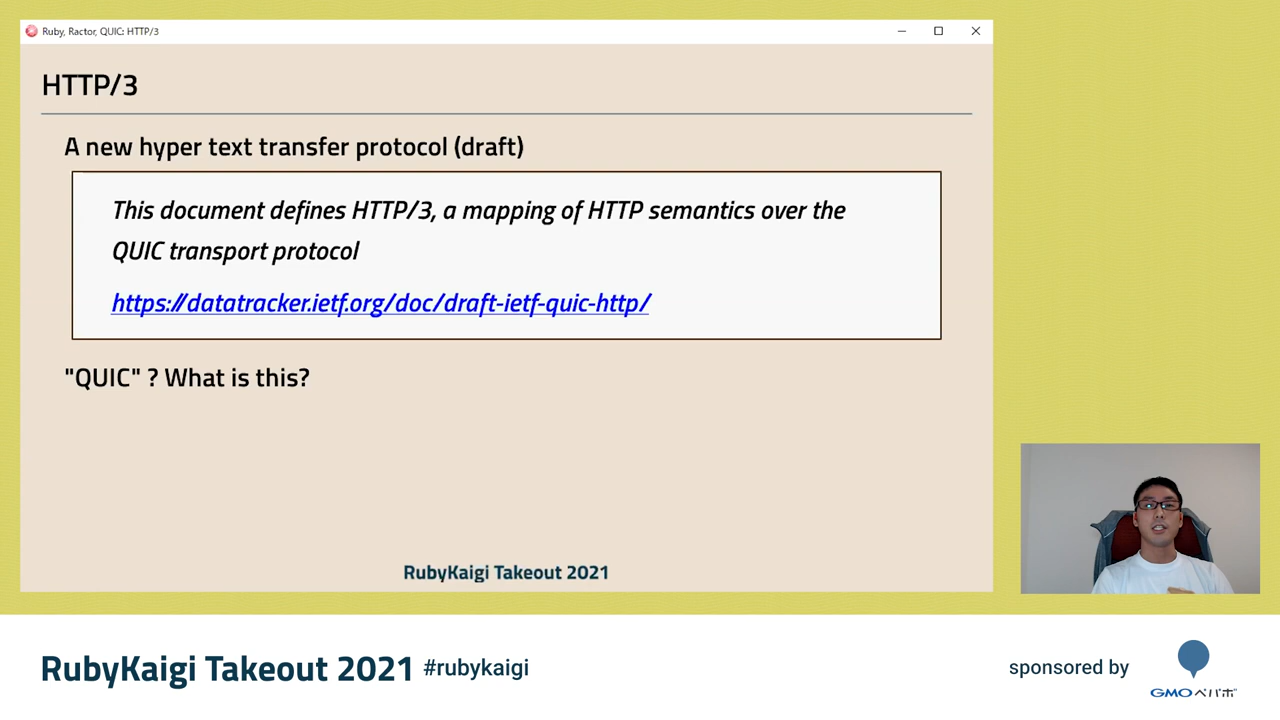 Ruby, Ractor, QUIC: HTTP/3
HTTP/3
A new hyper text transfer protocol (draft)
This document defines HTTP/3, a mapping of HTTP semantics over the
QUIC transport protocol
https://datatracker.ietf.org/doc/draft-ietf-quic-http/
"QUIC" ? What is this?
RubyKaigi Takeout 2021
RubyKaigi Takeout 2021 #rubykaigi
sponsored by
GMOペパボ